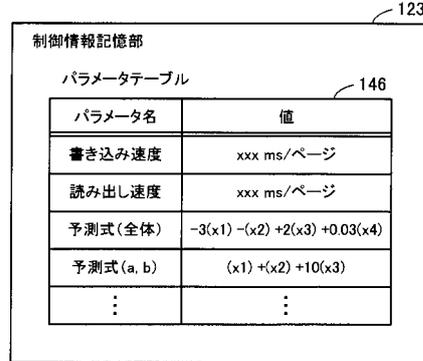 123
制御情報記憶部
パラメータテーブル
146
パラメータ名 値
書き込み速度 xxx ms/ページ
読み出し速度 xxx ms/ページ
予測式(全体) -3(x1) -(x2) +2(x3) +0.03(x4)
予測式(a, b) (x1) +(x2) +10(x3)
⋮ ⋮